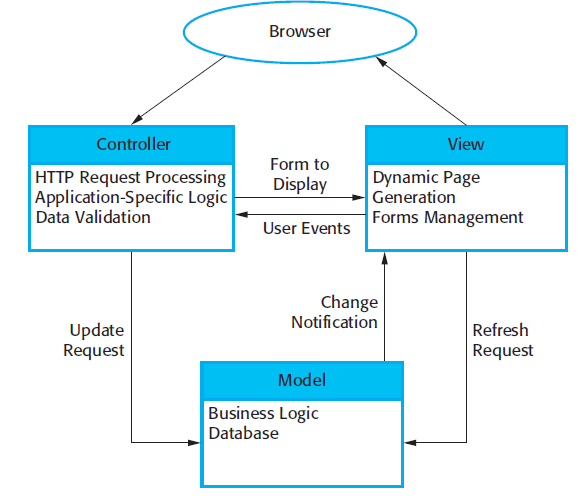 Browser
Controller
HTTP Request Processing
Application-Specific Logic
Data Validation
Form to
Display
User Events
View
Dynamic Page
Generation
Forms Management
Update
Request
Change
Notification
Refresh
Request
Model
Business Logic
Database